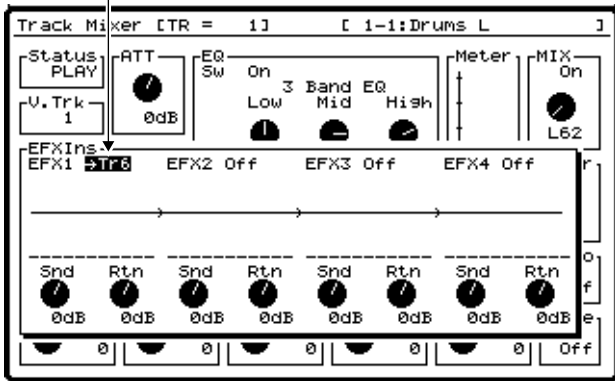 Track Mixer [TR = 1] [ 1-1:Drums L ]
Status
PLAY
ATT
0dB
EQ
Sw On
3 Band EQ
Low Mid High
Meter
MIX
On
L62
V.Trk
1
EFXIns
EFX1 →Tr6 EFX2 Off EFX3 Off EFX4 Off
Snd Rtn Snd Rtn Snd Rtn Snd Rtn
0dB 0dB 0dB 0dB 0dB 0dB 0dB 0dB
0 0 0 0 0 Off